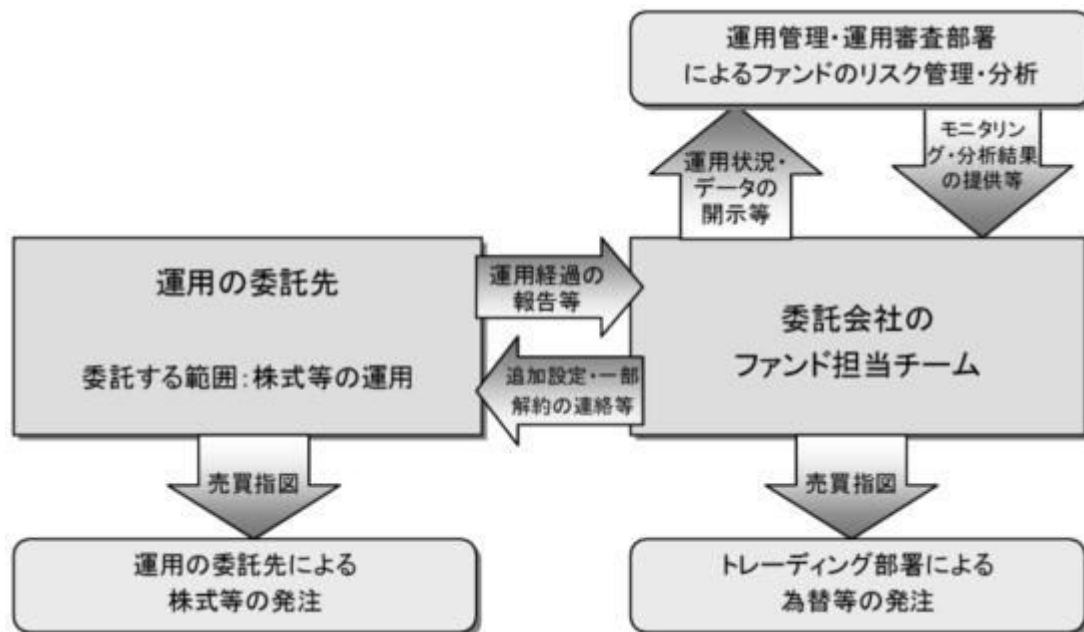 運用管理・運用審査部署
によるファンドのリスク管理・分析
運用状況・
データの
開示等
モニタリン
グ・分析結果
の提供等
運用の委託先
委託する範囲：株式等の運用
運用経過の
報告等
追加設定・一部
解約の連絡等
委託会社の
ファンド担当チーム
売買指図
売買指図
運用の委託先による
株式等の発注
トレーディング部署による
為替等の発注